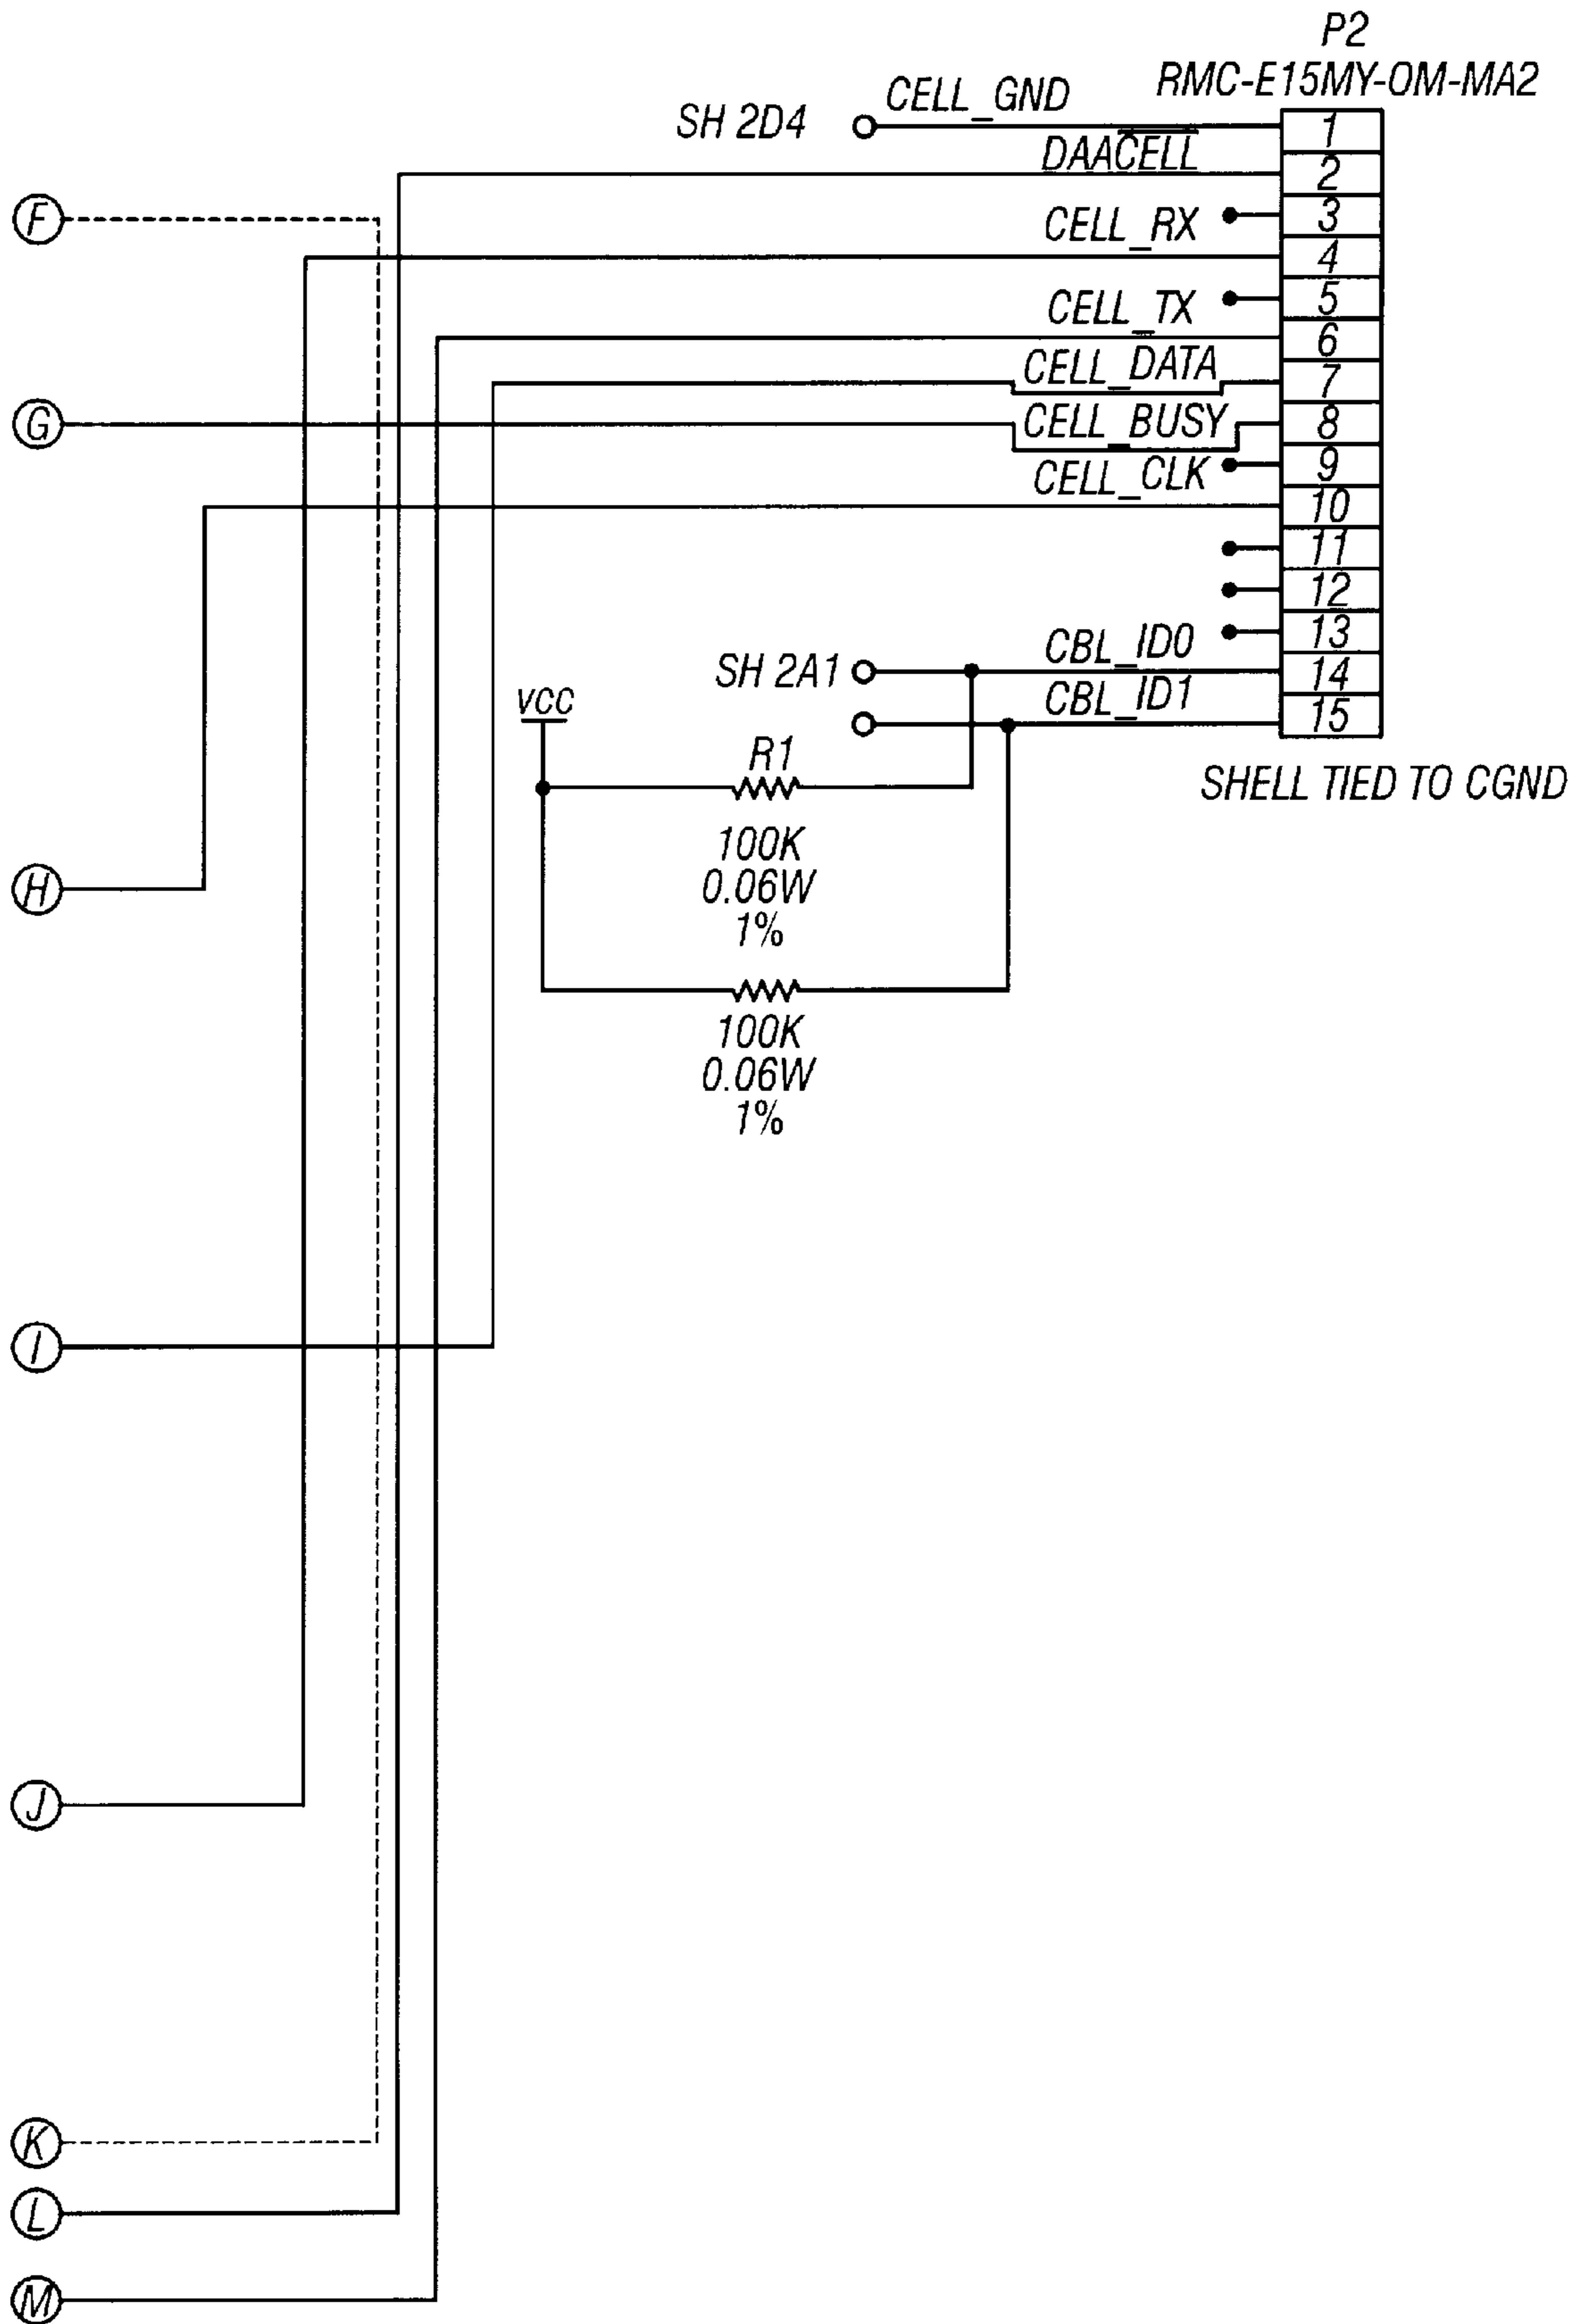 P2
RMC-E15MY-OM-MA2
SH 2D4 CELL_GND 1
DAACELL 2
F
CELL_RX 3
4
CELL_TX 5
6
CELL_DATA 7
G
CELL_BUSY 8
CELL_CLK 9
10
11
12
13
SH 2A1 CBL_ID0 14
VCC
CBL_ID1 15
R1
SHELL TIED TO CGND
100K
0.06W
1%
H
100K
0.06W
1%
I
J
K
L
M